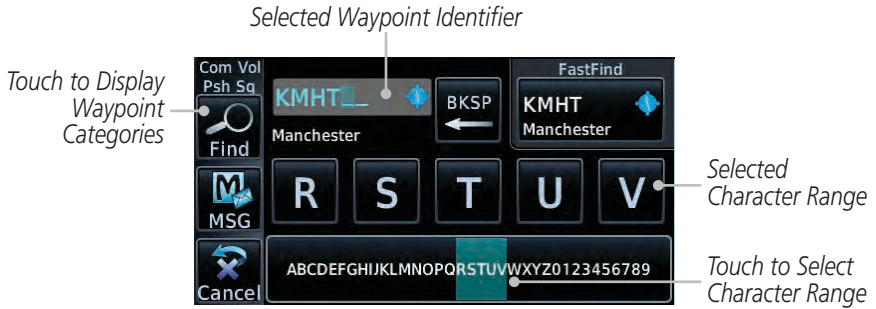 Selected Waypoint Identifier
Touch to Display
Waypoint
Categories
Com Vol
Psh Sq
Find
KMHT__
Manchester
BKSP
FastFind
KMHT
Manchester
MSG
R S T U V
Selected
Character Range
Cancel
ABCDEFGHIJKLMNOPQRSTUVWXYZ0123456789
Touch to Select
Character Range